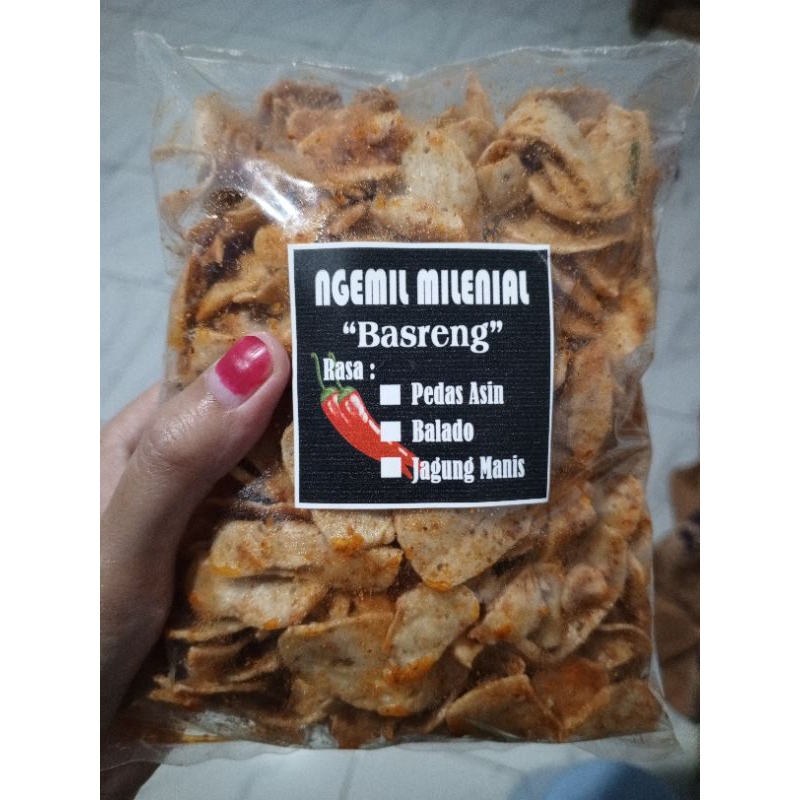 NGEMIL MILENIAL
“Basreng”
Rasa :
Pedas Asin
Balado
Jagung Manis